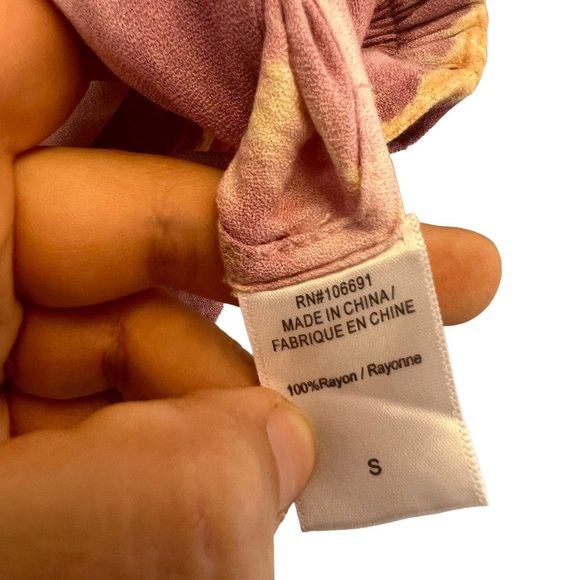 RN#106691
MADE IN CHINA/
FABRIQUE EN CHINE
100%Rayon / Rayonne
S